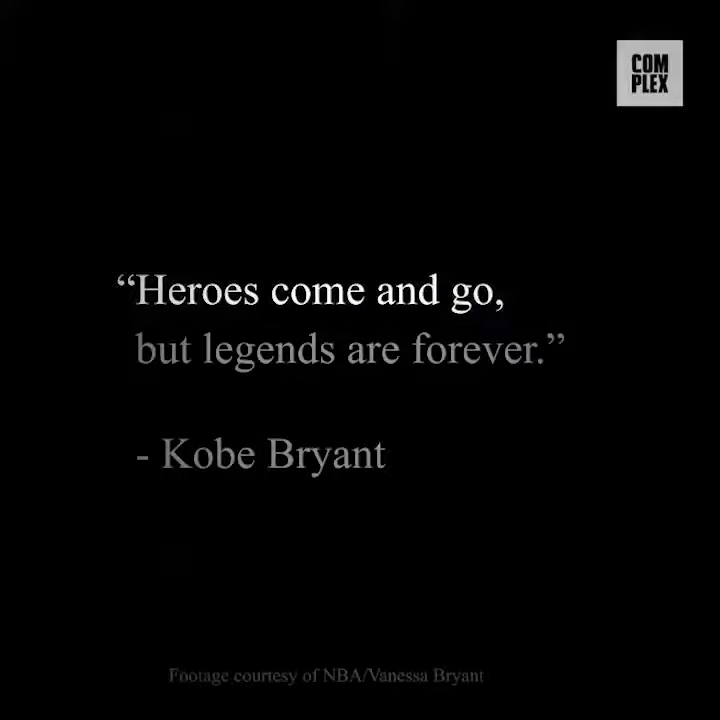 COM
PLEX
“Heroes come and go,
but legends are forever.”
- Kobe Bryant
Footage courtesy of NBA/Vanessa Bryant